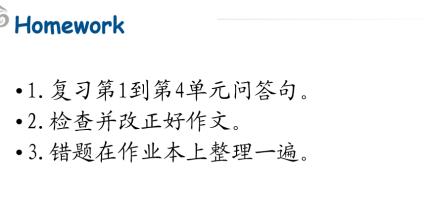 Homework
•1.复习第1到第4单元问答句。
•2.检查并改正好作文。
•3.错题在作业本上整理一遍。